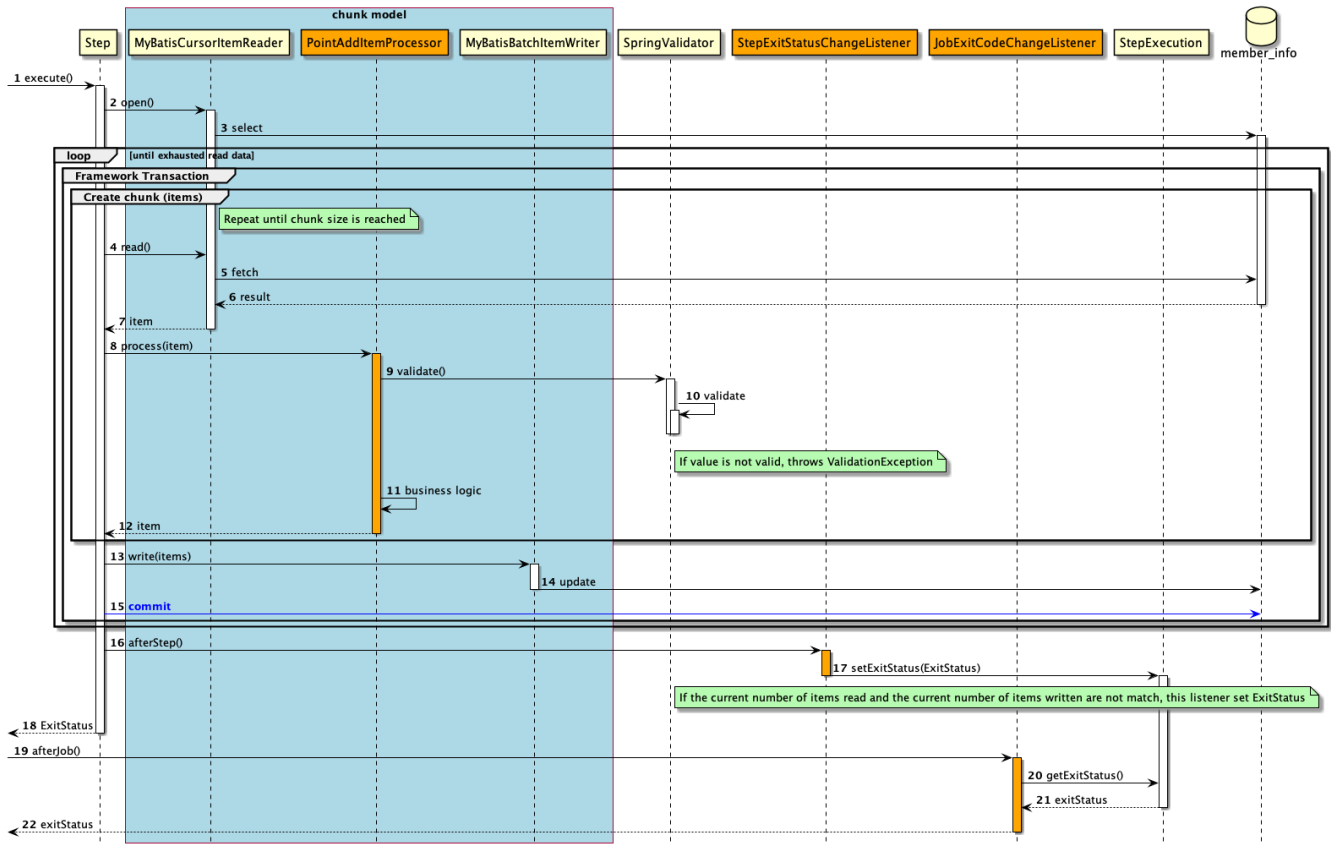 chunk model
Step
MyBatisCursorItemReader
PointAddItemProcessor
MyBatisBatchItemWriter
SpringValidator
StepExitStatusChangeListener
JobExitCodeChangeListener
StepExecution
member_info
1 execute()
2 open()
3 select
loop [until exhausted read data]
Framework Transaction
Create chunk (items)
Repeat until chunk size is reached
4 read()
5 fetch
6 result
7 item
8 process(item)
9 validate()
10 validate
If value is not valid, throws ValidationException
11 business logic
12 item
13 write(items)
14 update
15 commit
16 afterStep()
17 setExitStatus(ExitStatus)
If the current number of items read and the current number of items written are not match, this listener set ExitStatus
18 ExitStatus
19 afterJob()
20 getExitStatus()
21 exitStatus
22 exitStatus